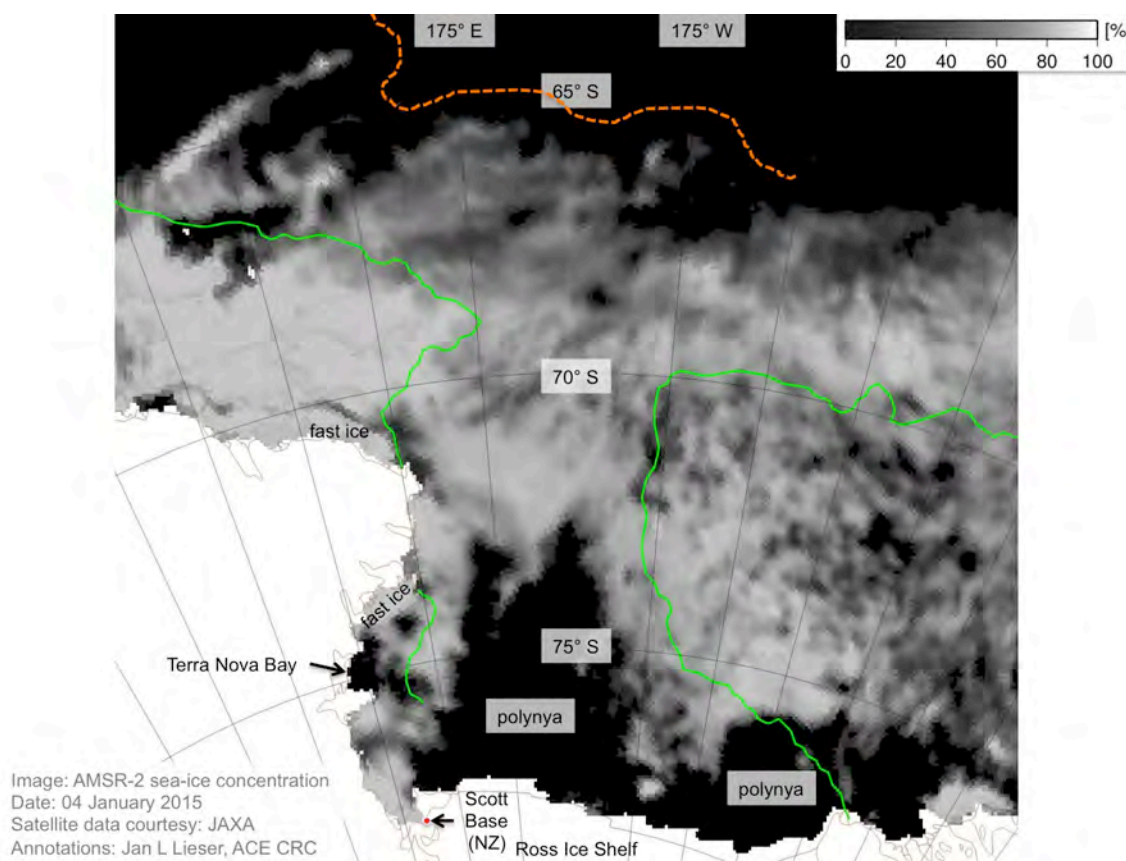 175° E
175° W
[%
0 20 40 60 80 100
65° S
70° S
fast ice
fast ice
75° S
Terra Nova Bay
polynya
polynya
Image: AMSR-2 sea-ice concentration
Date: 04 January 2015
Satellite data courtesy: JAXA
Annotations: Jan L Lieser, ACE CRC
Scott
Base
(NZ)
Ross Ice Shelf